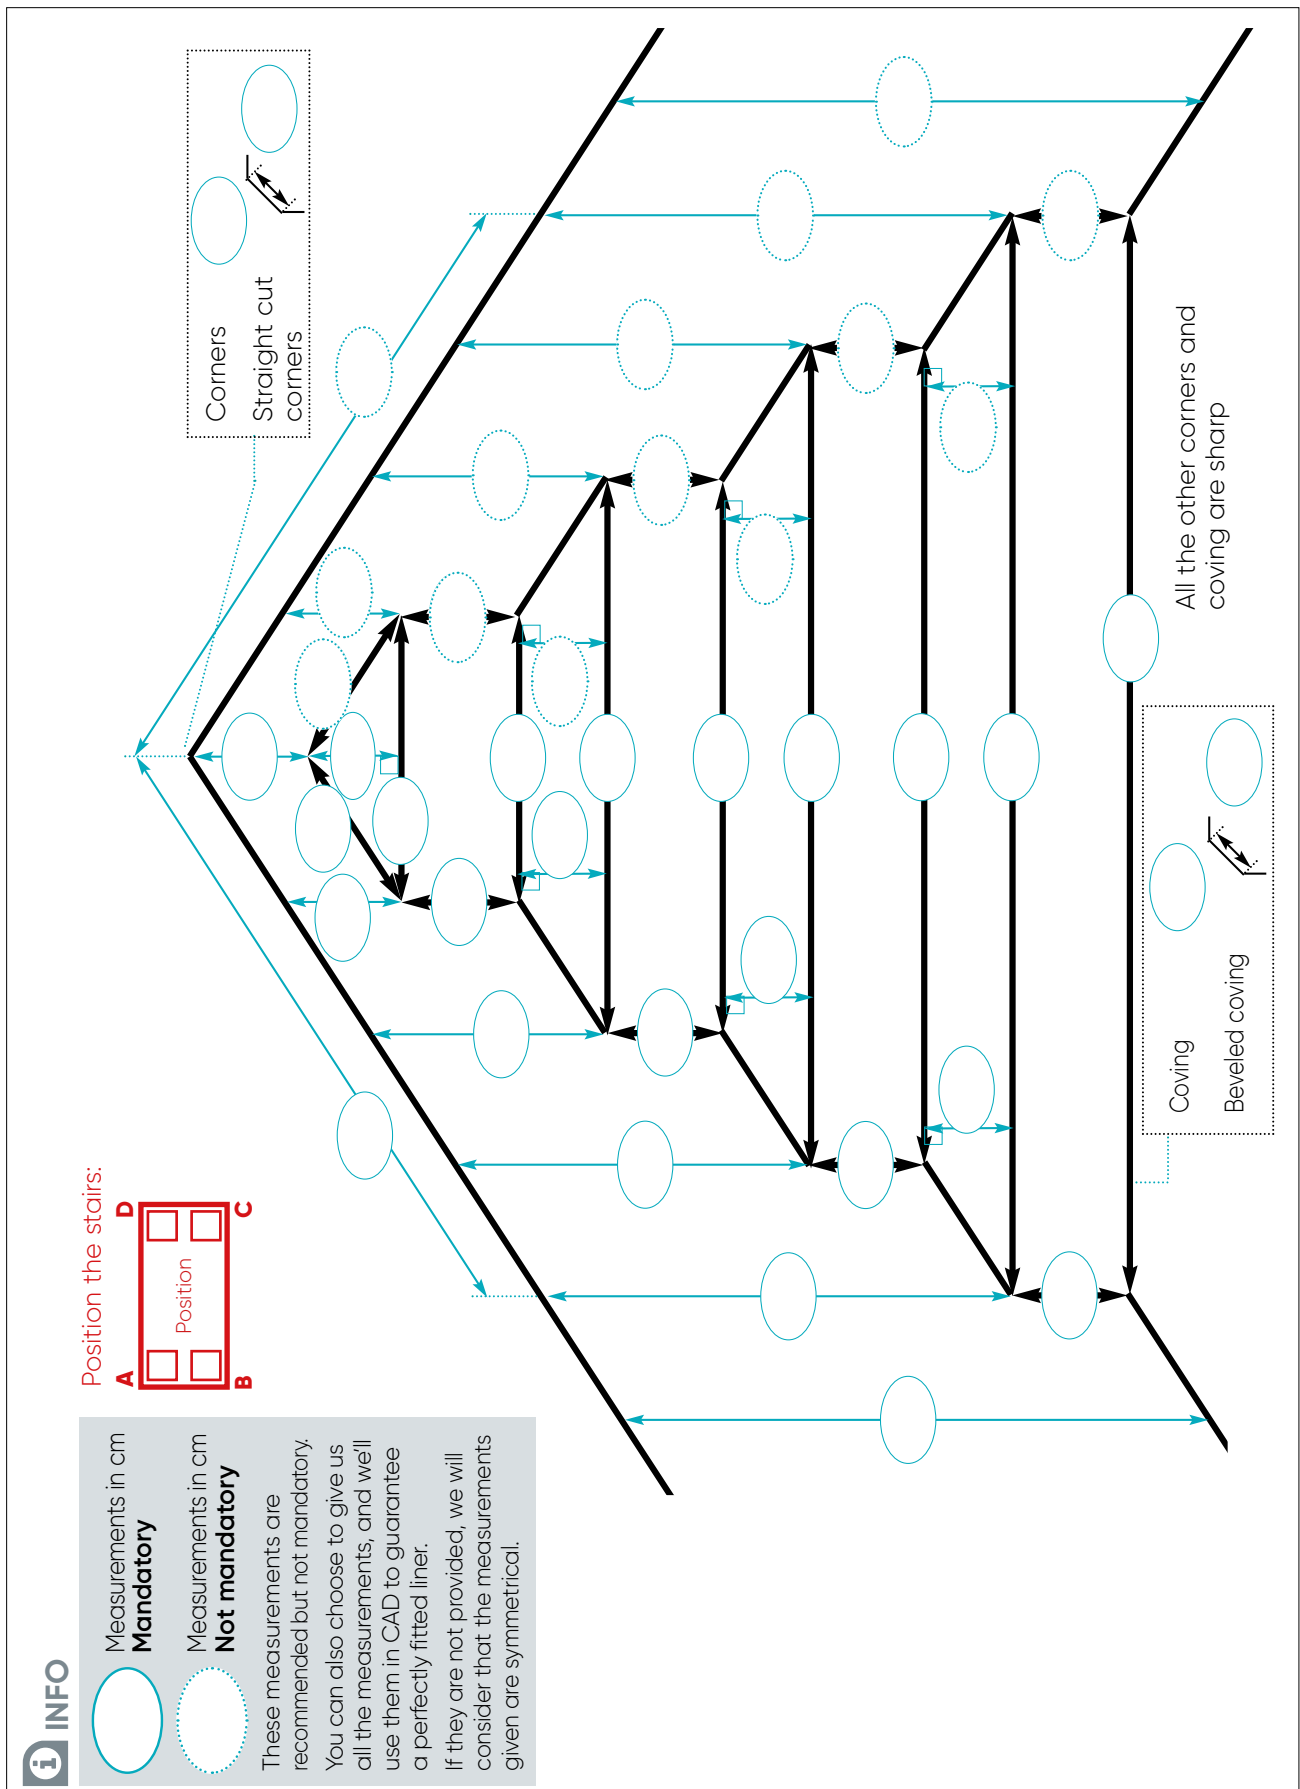 INFO
Measurements in cm
Mandatory
Measurements in cm
Not mandatory
These measurements are
recommended but not mandatory.
You can also choose to give us
all the measurements, and we'll
use them in CAD to guarantee
a perfectly fitted liner.
If they are not provided, we will
consider that the measurements
given are symmetrical.
Position the stairs:
A
D
Position
B
C
Corners
Straight cut
corners
Coving
Beveled coving
All the other corners and
coving are sharp